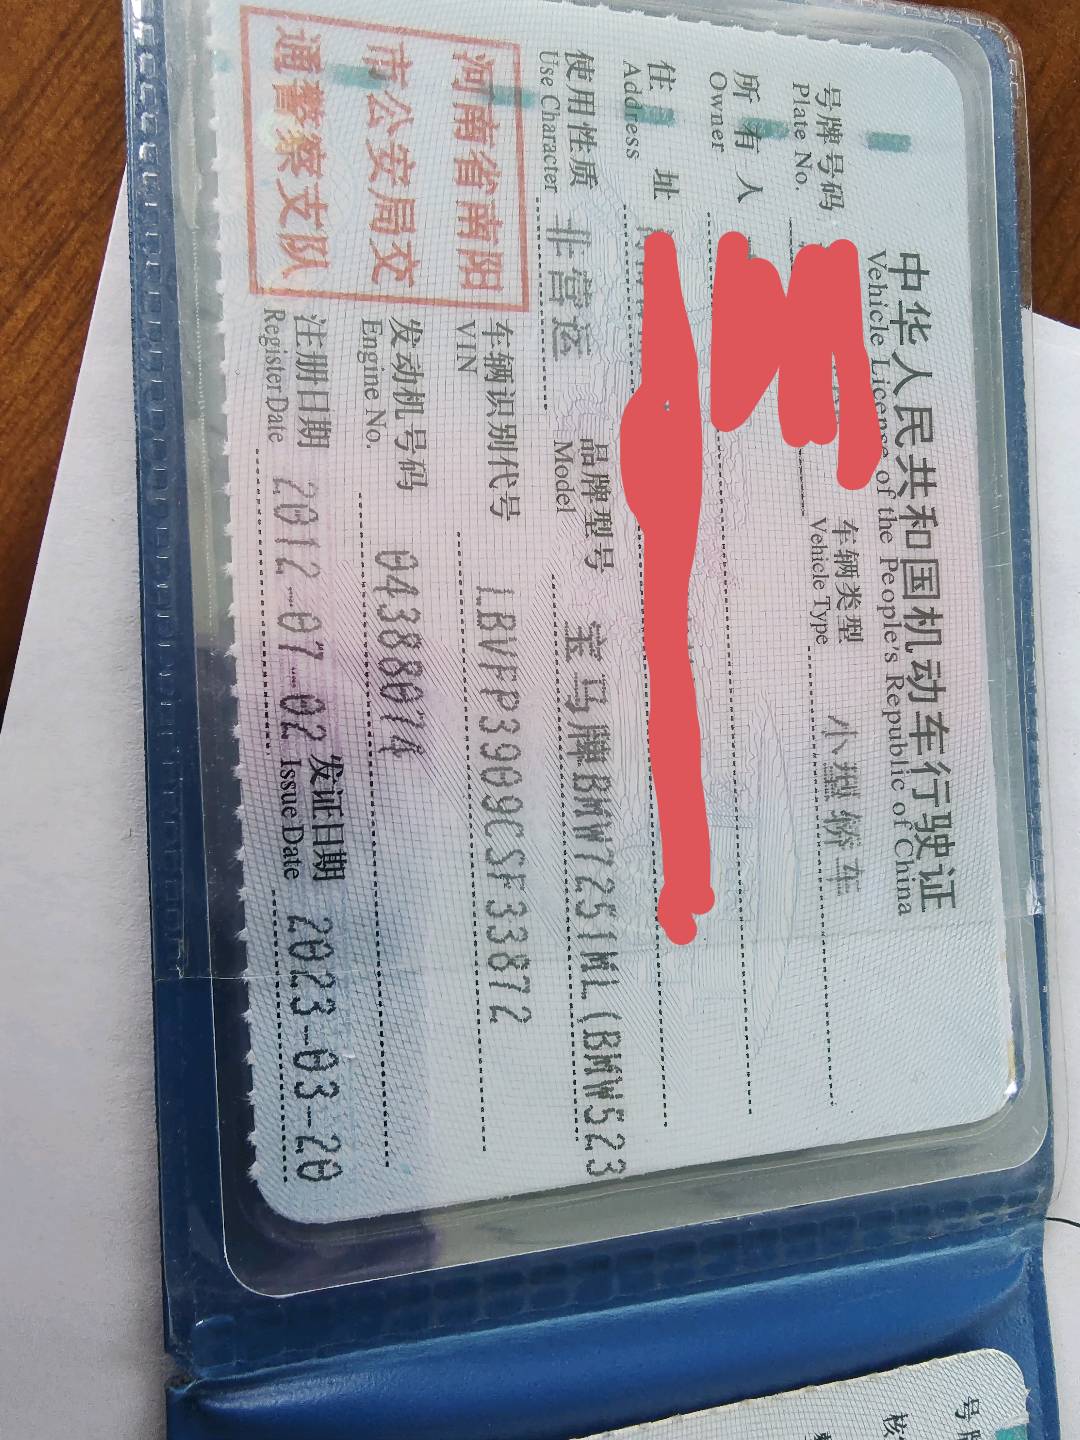 中华人民共和国机动车行驶证
Vehicle License of the People's Republic of China
号牌号码
Plate No.
车辆类型 小型轿车
Vehicle Type
所有人
Owner
住 址
Address
使用性质 非营运
Use Character
品牌型号 宝马牌BMW7251ML(BMW523
Model
河南省南阳
市公安局交
通警察支队
车辆识别代号 LBVFP3909CSF33872
VIN
发动机号码 04388074
Engine No.
注册日期 2012-07-02
Register Date
发证日期 2023-03-20
Issue Date
号牌
核